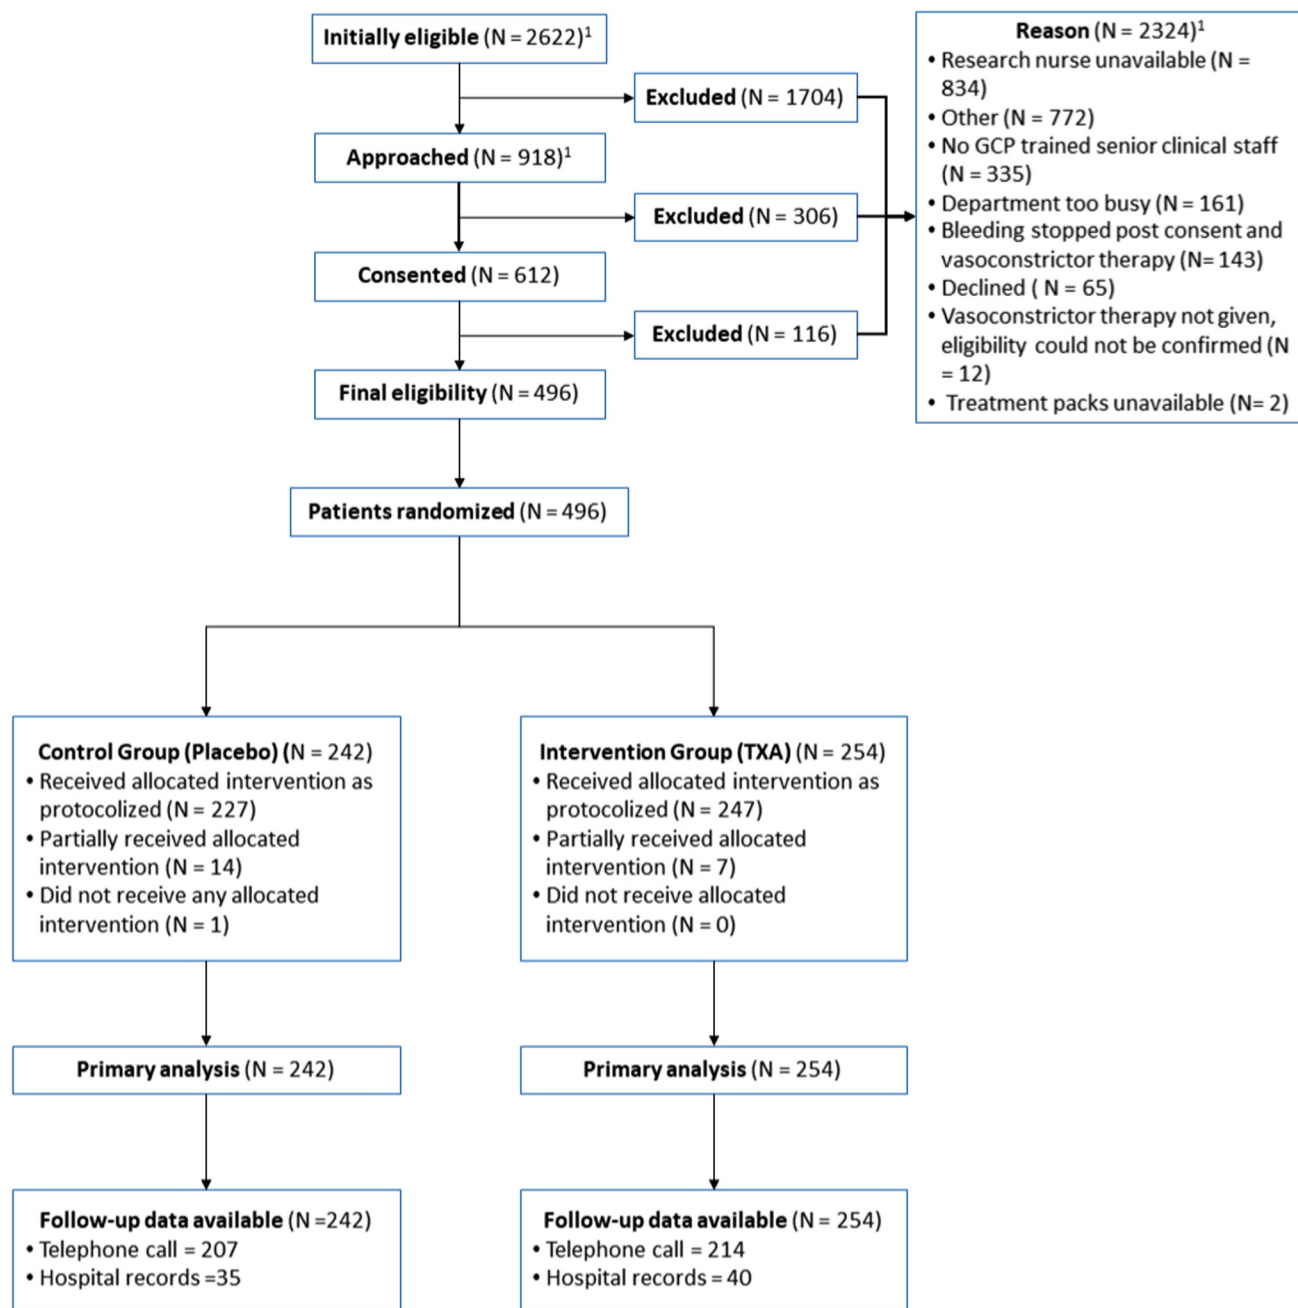 Initially eligible (N = 2622)¹
Excluded (N = 1704)
Approached (N = 918)¹
Excluded (N = 306)
Consented (N = 612)
Excluded (N = 116)
Final eligibility (N = 496)
Patients randomized (N = 496)
Reason (N = 2324)¹
• Research nurse unavailable (N =
834)
• Other (N = 772)
• No GCP trained senior clinical staff
(N = 335)
• Department too busy (N = 161)
• Bleeding stopped post consent and
vasoconstrictor therapy (N= 143)
• Declined ( N = 65)
• Vasoconstrictor therapy not given,
eligibility could not be confirmed (N
= 12)
• Treatment packs unavailable (N= 2)
Control Group (Placebo) (N = 242)
• Received allocated intervention as
protocolized (N = 227)
• Partially received allocated
intervention (N = 14)
• Did not receive any allocated
intervention (N = 1)
Intervention Group (TXA) (N = 254)
• Received allocated intervention as
protocolized (N = 247)
• Partially received allocated
intervention (N = 7)
• Did not receive allocated
intervention (N = 0)
Primary analysis (N = 242)
Primary analysis (N = 254)
Follow-up data available (N =242)
• Telephone call = 207
• Hospital records =35
Follow-up data available (N = 254)
• Telephone call = 214
• Hospital records = 40